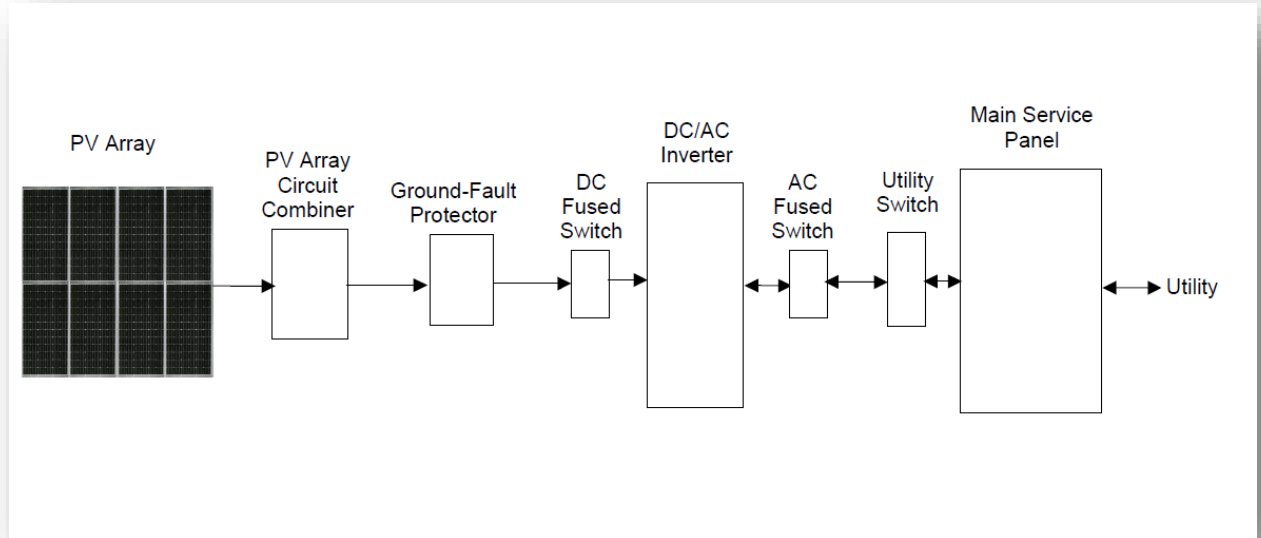 PV Array
PV Array
Circuit
Combiner
Ground-Fault
Protector
DC
Fused
Switch
DC/AC
Inverter
AC
Fused
Switch
Utility
Switch
Main Service
Panel
Utility